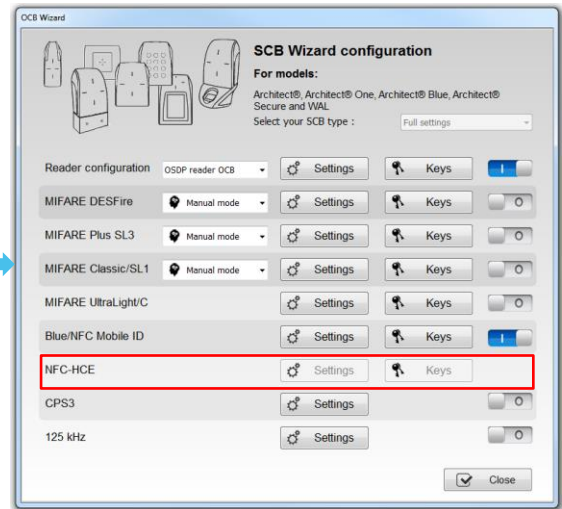 OCB Wizard
SCB Wizard configuration
For models:
Architect®, Architect® One, Architect® Blue, Architect®
Secure and WAL
Select your SCB type : Full settings
Reader configuration OSDP reader OCB Settings Keys I
MIFARE DESFire Manual mode Settings Keys O
MIFARE Plus SL3 Manual mode Settings Keys O
MIFARE Classic/SL1 Manual mode Settings Keys O
MIFARE UltraLight/C Settings Keys O
Blue/NFC Mobile ID Settings Keys I
NFC-HCE Settings Keys
CPS3 Settings O
125 kHz Settings O
Close